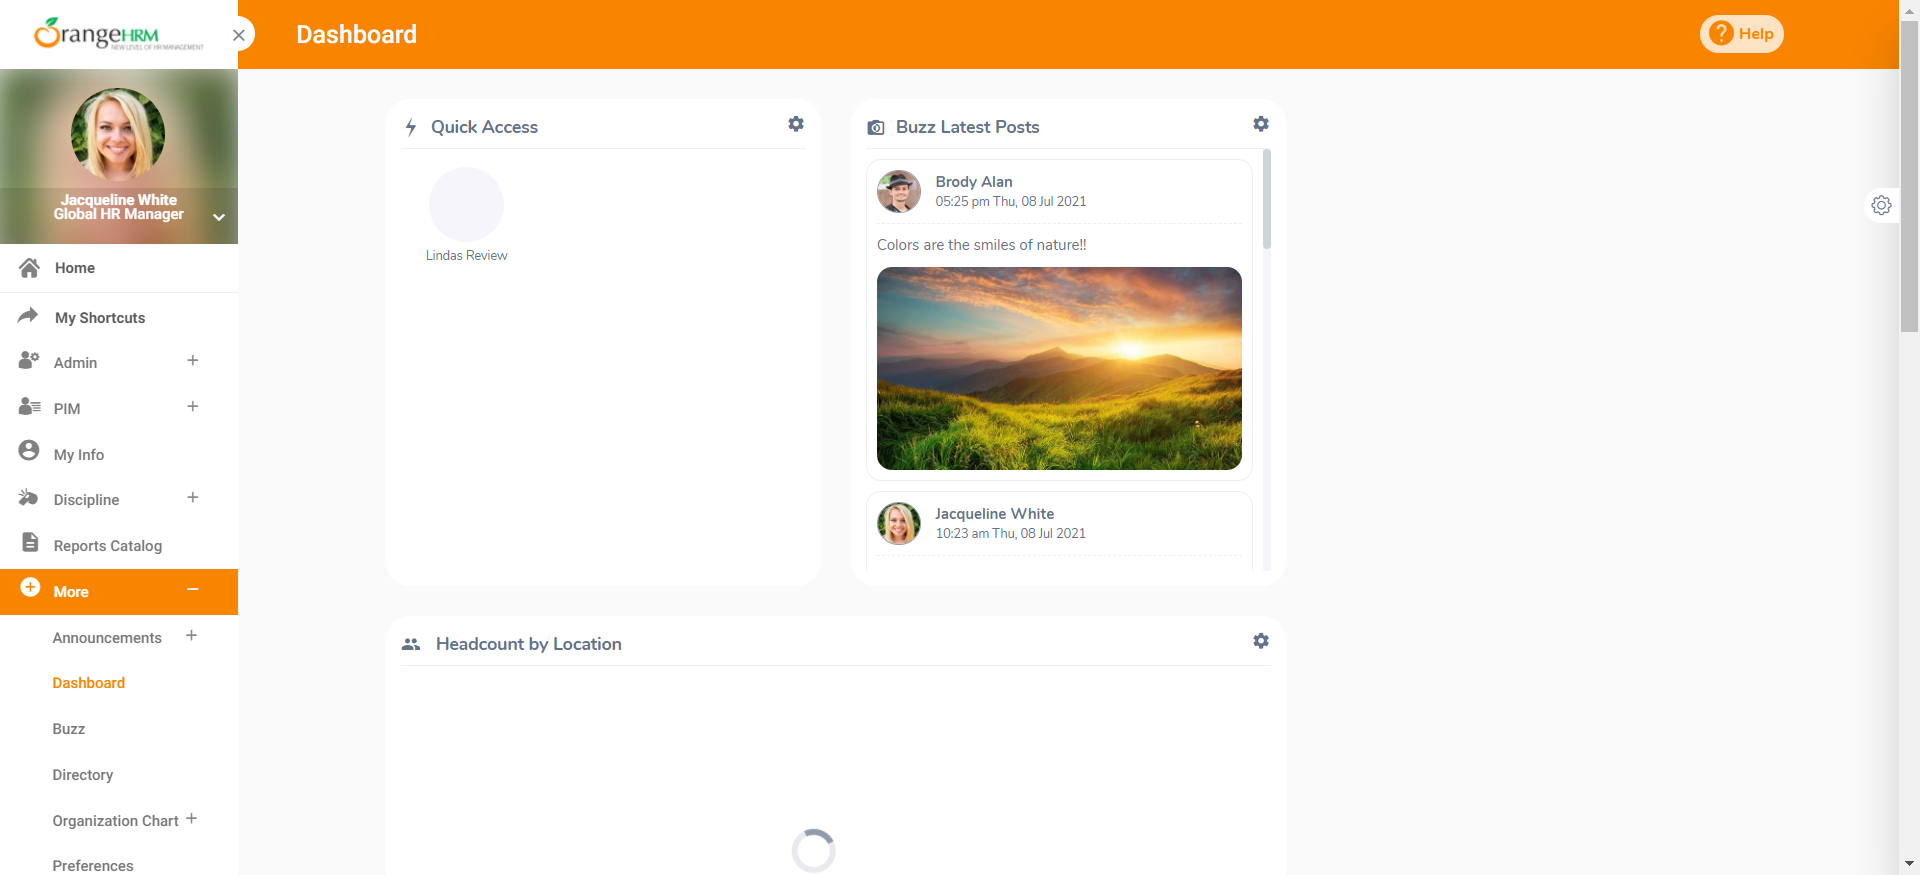 OrangeHRM
NEW LEVEL OF HR MANAGEMENT
Dashboard
? Help
Jacqueline White
Global HR Manager
Home
My Shortcuts
Admin
PIM
My Info
Discipline
Reports Catalog
More
Announcements
Dashboard
Buzz
Directory
Organization Chart
Preferences
Quick Access
Lindas Review
Buzz Latest Posts
Brody Alan
05:25 pm Thu, 08 Jul 2021
Colors are the smiles of nature!!
Jacqueline White
10:23 am Thu, 08 Jul 2021
Headcount by Location